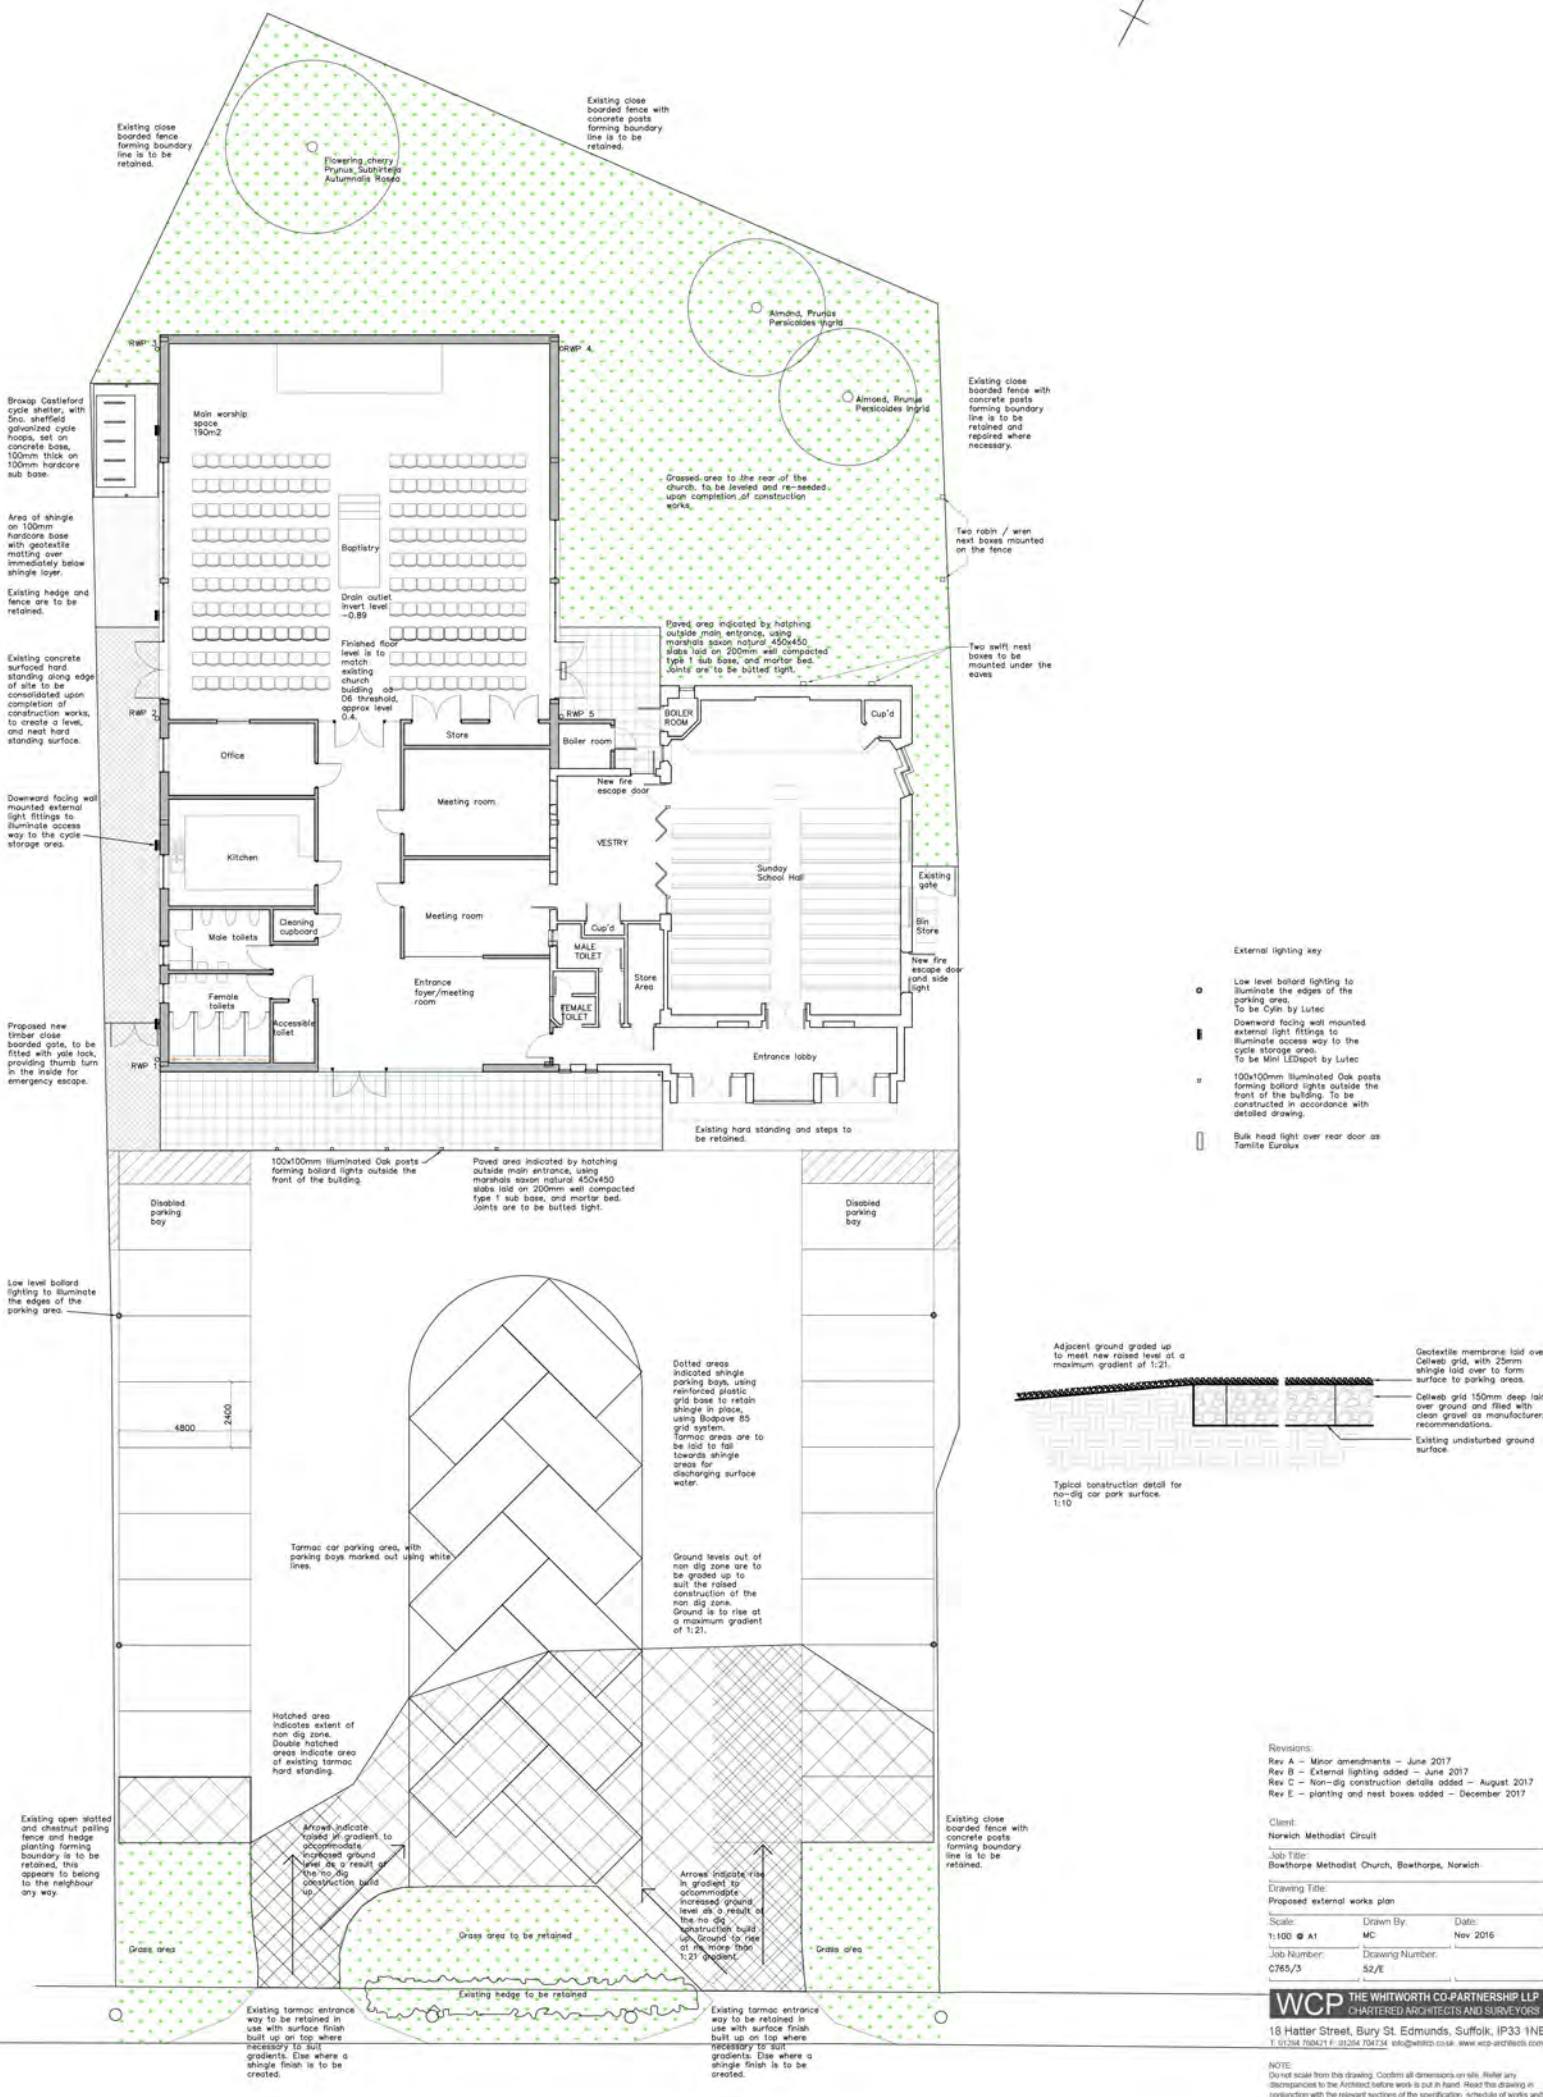 Existing close
boarded fence
forming boundary
line is to be
retained.
Existing close
boarded fence with
concrete posts
forming boundary
line is to be
retained.
Flowering cherry
Prunus Subhirtella
Autumnalis Rosea
Almond, Prunus
Persicoides Ingrid
Almond, Prunus
Persicoides Ingrid
RWP 3
RWP 4
Existing close
boarded fence with
concrete posts
forming boundary
line is to be
retained and
repaired where
necessary.
Broxap Castleford
cycle shelter, with
5no. sheffield
galvanized cycle
hoops, set on
concrete base,
100mm thick on
100mm hardcore
sub base.
Main worship
space
190m2
Grassed area to the rear of the
church, to be leveled and re-seeded
upon completion of construction
works
Area of shingle
on 100mm
hardcore base
with geotextile
matting over
immediately below
shingle layer.
Existing hedge and
fence are to be
retained.
Baptistry
Drain outlet
invert level
-0.89
Two robin / wren
next boxes mounted
on the fence
Finished floor
level is to
match
existing
church
building od
D6 threshold,
approx level
0.4.
Paved area indicated by hatching
outside main entrance, using
marshals saxon natural 450x450
slabs laid on 200mm well compacted
type 1 sub base, and mortar bed.
Joints are to be butted tight.
Two swift nest
boxes to be
mounted under the
eaves
Existing concrete
surfaced hard
standing along edge
of site to be
consolidated upon
completion of
construction works,
to create a level,
and neat hard
standing surface.
RWP 2
RWP 5
BOILER
ROOM
Cup'd
Office
Store
Boiler room
New fire
escape door
Downward facing wall
mounted external
light fittings to
illuminate access
way to the cycle
storage area.
Meeting room
VESTRY
Kitchen
Sunday
School Hall
Existing
gate
Meeting room
Cleaning
cupboard
Male toilets
Cup'd
MALE
TOILET
Bin
Store
New fire
escape door
and side
light
Store
Area
Entrance
foyer/meeting
room
Female
toilets
FEMALE
TOILET
Accessible
toilet
Entrance lobby
Proposed new
timber close
boarded gate, to be
fitted with yale lock,
providing thumb turn
in the inside for
emergency escape.
RWP 1
Existing hard standing and steps to
be retained.
100x100mm Illuminated Oak posts
forming bollard lights outside the
front of the building.
Paved area indicated by hatching
outside main entrance, using
marshals saxon natural 450x450
slabs laid on 200mm well compacted
type 1 sub base, and mortar bed.
Joints are to be butted tight.
External lighting key
Low level bollard lighting to
illuminate the edges of the
parking area.
To be Cylin by Lutec
Downward facing wall mounted
external light fittings to
illuminate access way to the
cycle storage area.
To be Mini LEDspot by Lutec
100x100mm Illuminated Oak posts
forming bollard lights outside the
front of the building. To be
constructed in accordance with
detailed drawing.
Bulk head light over rear door as
Tamlite Eurolux
Disabled
parking
bay
Disabled
parking
bay
Low level bollard
lighting to illuminate
the edges of the
parking area.
4800
2400
Dotted areas
indicated shingle
parking bays, using
reinforced plastic
grid base to retain
shingle in place,
using Bodpave 85
grid system.
Tarmac areas are to
be laid to fall
towards shingle
areas for
discharging surface
water.
Adjacent ground graded up
to meet new raised level at a
maximum gradient of 1:21.
Geotextile membrane laid ove
Cellweb grid, with 25mm
shingle laid over to form
surface to parking areas.
Cellweb grid 150mm deep laid
over ground and filled with
clean gravel as manufacturer
recommendations.
Existing undisturbed ground
surface.
Typical construction detail for
no-dig car park surface.
1:10
Tarmac car parking area, with
parking bays marked out using white
lines.
Ground levels out of
non dig zone are to
be graded up to
suit the raised
construction of the
non dig zone.
Ground is to rise at
a maximum gradient
of 1:21.
Hatched area
indicates extent of
non dig zone.
Double hatched
areas indicate area
of existing tarmac
hard standing.
Existing open slatted
and chestnut pailing
fence and hedge
planting forming
boundary is to be
retained, this
appears to belong
to the neighbour
any way.
Arrows indicate
raised in gradient to
accommodate
increased ground
level as a result of
the no dig
construction build
up.
Arrows indicate rise
in gradient to
accommodate
increased ground
level as a result of
the no dig
construction build
up. Ground to rise
at no more than
1:21 gradient.
Existing close
boarded fence with
concrete posts
forming boundary
line is to be
retained.
Grass area
Grass area to be retained
Grass area
Existing hedge to be retained
Existing tarmac entrance
way to be retained in
use with surface finish
built up on top where
necessary to suit
gradients. Else where a
shingle finish is to be
created.
Existing tarmac entrance
way to be retained in
use with surface finish
built up on top where
necessary to suit
gradients. Else where a
shingle finish is to be
created.
Revisions:
Rev A - Minor amendments - June 2017
Rev B - External lighting added - June 2017
Rev C - Non-dig construction details added - August 2017
Rev E - planting and nest boxes added - December 2017
Client:
Norwich Methodist Circuit
Job Title:
Bowthorpe Methodist Church, Bowthorpe, Norwich
Drawing Title:
Proposed external works plan
Scale: Drawn By: Date:
1:100 @ A1 MC Nov 2016
Job Number: Drawing Number:
C765/3 52/E
WCP THE WHITWORTH CO-PARTNERSHIP LLP
CHARTERED ARCHITECTS AND SURVEYORS
18 Hatter Street, Bury St. Edmunds, Suffolk, IP33 1NE
T: 01284 760421 F: 01284 704734 info@whitcp.co.uk www.wcp-architects.com
NOTE:
Do not scale from this drawing. Confirm all dimensions on site. Refer any
discrepancies to the Architect before work is put in hand. Read this drawing in
conjunction with the relevant sections of the specification, schedule of works and